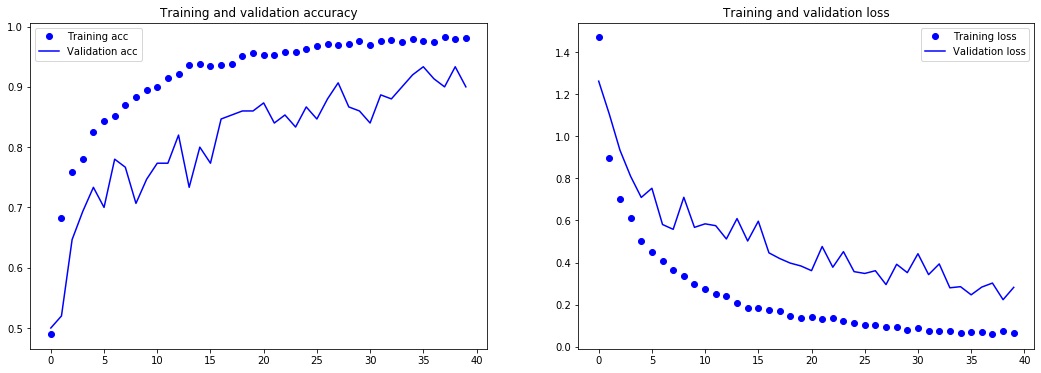 Training and validation accuracy
Training acc
Validation acc
1.0
0.9
0.8
0.7
0.6
0.5
0 5 10 15 20 25 30 35 40
Training and validation loss
Training loss
Validation loss
1.4
1.2
1.0
0.8
0.6
0.4
0.2
0.0
0 5 10 15 20 25 30 35 40